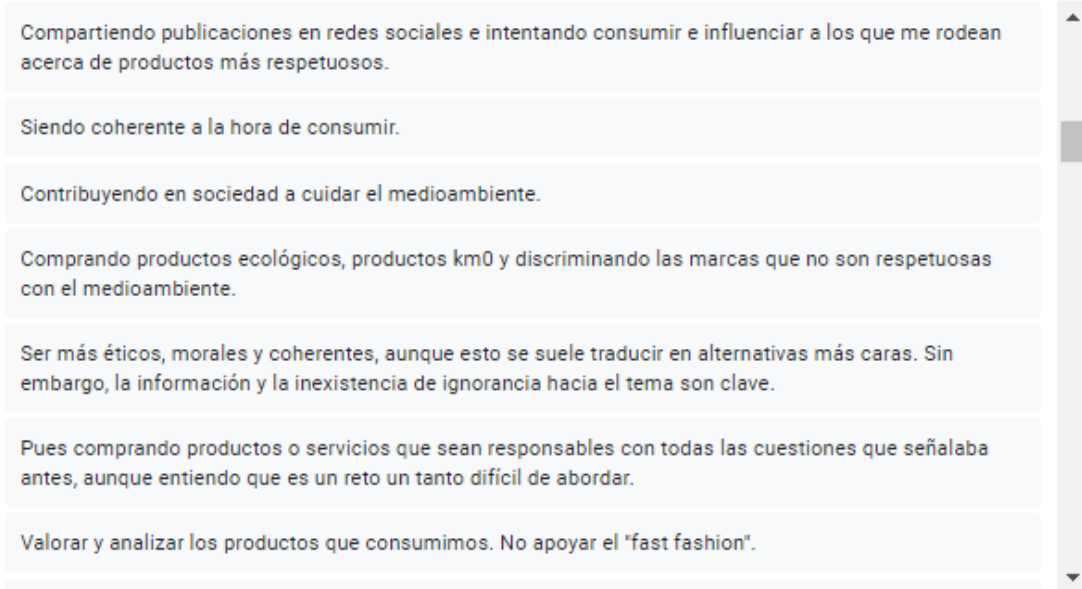 Compartiendo publicaciones en redes sociales e intentando consumir e influenciar a los que me rodean
acerca de productos más respetuosos.
Siendo coherente a la hora de consumir.
Contribuyendo en sociedad a cuidar el medioambiente.
Comprando productos ecológicos, productos km0 y discriminando las marcas que no son respetuosas
con el medioambiente.
Ser más éticos, morales y coherentes, aunque esto se suele traducir en alternativas más caras. Sin
embargo, la información y la inexistencia de ignorancia hacia el tema son clave.
Pues comprando productos o servicios que sean responsables con todas las cuestiones que señalaba
antes, aunque entiendo que es un reto un tanto difícil de abordar.
Valorar y analizar los productos que consumimos. No apoyar el "fast fashion".